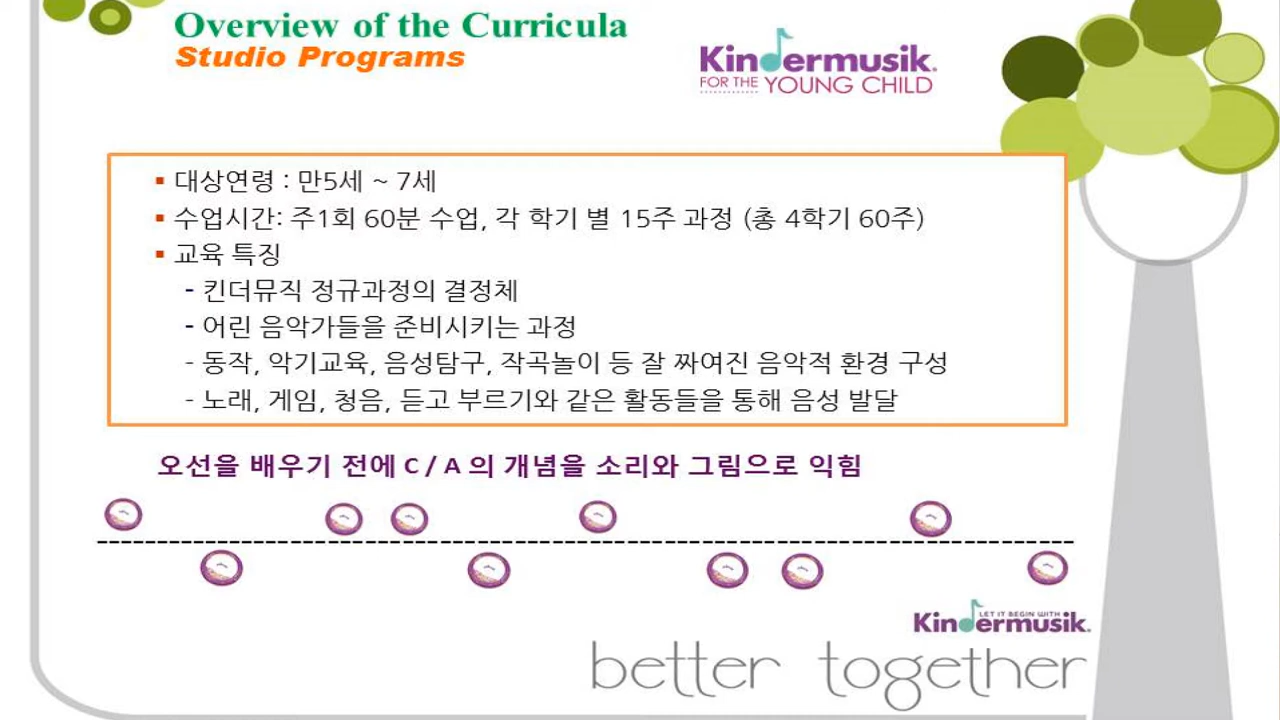 Overview of the Curricula
Studio Programs
Kindermusik.
FOR THE YOUNG CHILD
▪ 대상연령 : 만5세 ~ 7세
▪ 수업시간: 주1회 60분 수업, 각 학기 별 15주 과정 (총 4학기 60주)
▪ 교육 특징
- 킨더뮤직 정규과정의 결정체
- 어린 음악가들을 준비시키는 과정
- 동작, 악기교육, 음성탐구, 작곡놀이 등 잘 짜여진 음악적 환경 구성
- 노래, 게임, 청음, 듣고 부르기와 같은 활동들을 통해 음성 발달
오선을 배우기 전에 C / A 의 개념을 소리와 그림으로 익힘
LET IT BEGIN WITH
Kindermusik.
better together